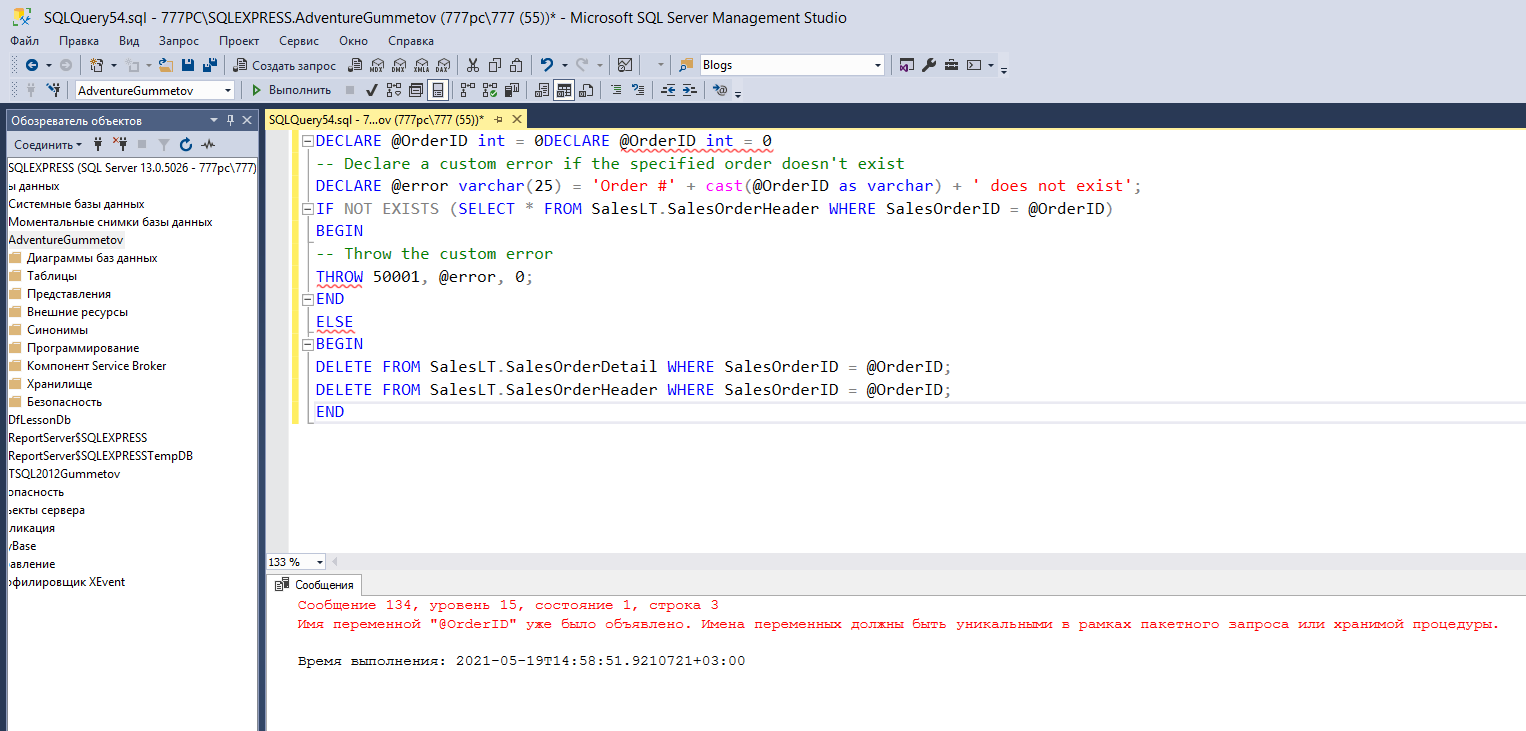 SQLQuery54.sql - 777PC\SQLEXPRESS.AdventureGummetov (777pc\777 (55))* - Microsoft SQL Server Management Studio
Файл Правка Вид Запрос Проект Сервис Окно Справка
Создать запрос MDX DMX XMLA DAX Blogs
AdventureGummetov Выполнить
Обозреватель объектов
Соединить
SQLEXPRESS (SQL Server 13.0.5026 - 777pc\777)
ы данных
Системные базы данных
Моментальные снимки базы данных
AdventureGummetov
Диаграммы баз данных
Таблицы
Представления
Внешние ресурсы
Синонимы
Программирование
Компонент Service Broker
Хранилище
Безопасность
DfLessonDb
ReportServer$SQLEXPRESS
ReportServer$SQLEXPRESSTempDB
TSQL2012Gummetov
опасность
ъекты сервера
ликация
yBase
авление
офилировщик XEvent
SQLQuery54.sql - 7...ov (777pc\777 (55))*
DECLARE @OrderID int = 0DECLARE @OrderID int = 0
-- Declare a custom error if the specified order doesn't exist
DECLARE @error varchar(25) = 'Order #' + cast(@OrderID as varchar) + ' does not exist';
IF NOT EXISTS (SELECT * FROM SalesLT.SalesOrderHeader WHERE SalesOrderID = @OrderID)
BEGIN
-- Throw the custom error
THROW 50001, @error, 0;
END
ELSE
BEGIN
DELETE FROM SalesLT.SalesOrderDetail WHERE SalesOrderID = @OrderID;
DELETE FROM SalesLT.SalesOrderHeader WHERE SalesOrderID = @OrderID;
END
133 %
Сообщения
Сообщение 134, уровень 15, состояние 1, строка 3
Имя переменной "@OrderID" уже было объявлено. Имена переменных должны быть уникальными в рамках пакетного запроса или хранимой процедуры.
Время выполнения: 2021-05-19T14:58:51.9210721+03:00